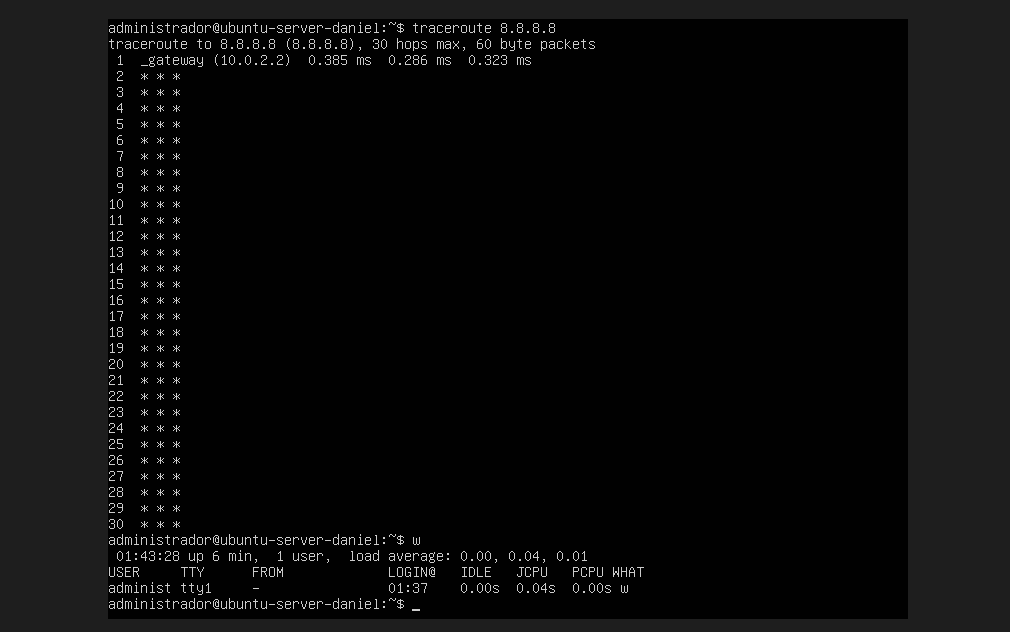 administrador@ubuntu-server-daniel:~$ traceroute 8.8.8.8
traceroute to 8.8.8.8 (8.8.8.8), 30 hops max, 60 byte packets
 1  _gateway (10.0.2.2)  0.385 ms  0.286 ms  0.323 ms
 2  * * *
 3  * * *
 4  * * *
 5  * * *
 6  * * *
 7  * * *
 8  * * *
 9  * * *
10  * * *
11  * * *
12  * * *
13  * * *
14  * * *
15  * * *
16  * * *
17  * * *
18  * * *
19  * * *
20  * * *
21  * * *
22  * * *
23  * * *
24  * * *
25  * * *
26  * * *
27  * * *
28  * * *
29  * * *
30  * * *
administrador@ubuntu-server-daniel:~$ w
 01:43:28 up 6 min,  1 user,  load average: 0.00, 0.04, 0.01
USER     TTY      FROM             LOGIN@   IDLE   JCPU   PCPU WHAT
administ tty1     -                01:37    0.00s  0.04s  0.00s w
administrador@ubuntu-server-daniel:~$ _